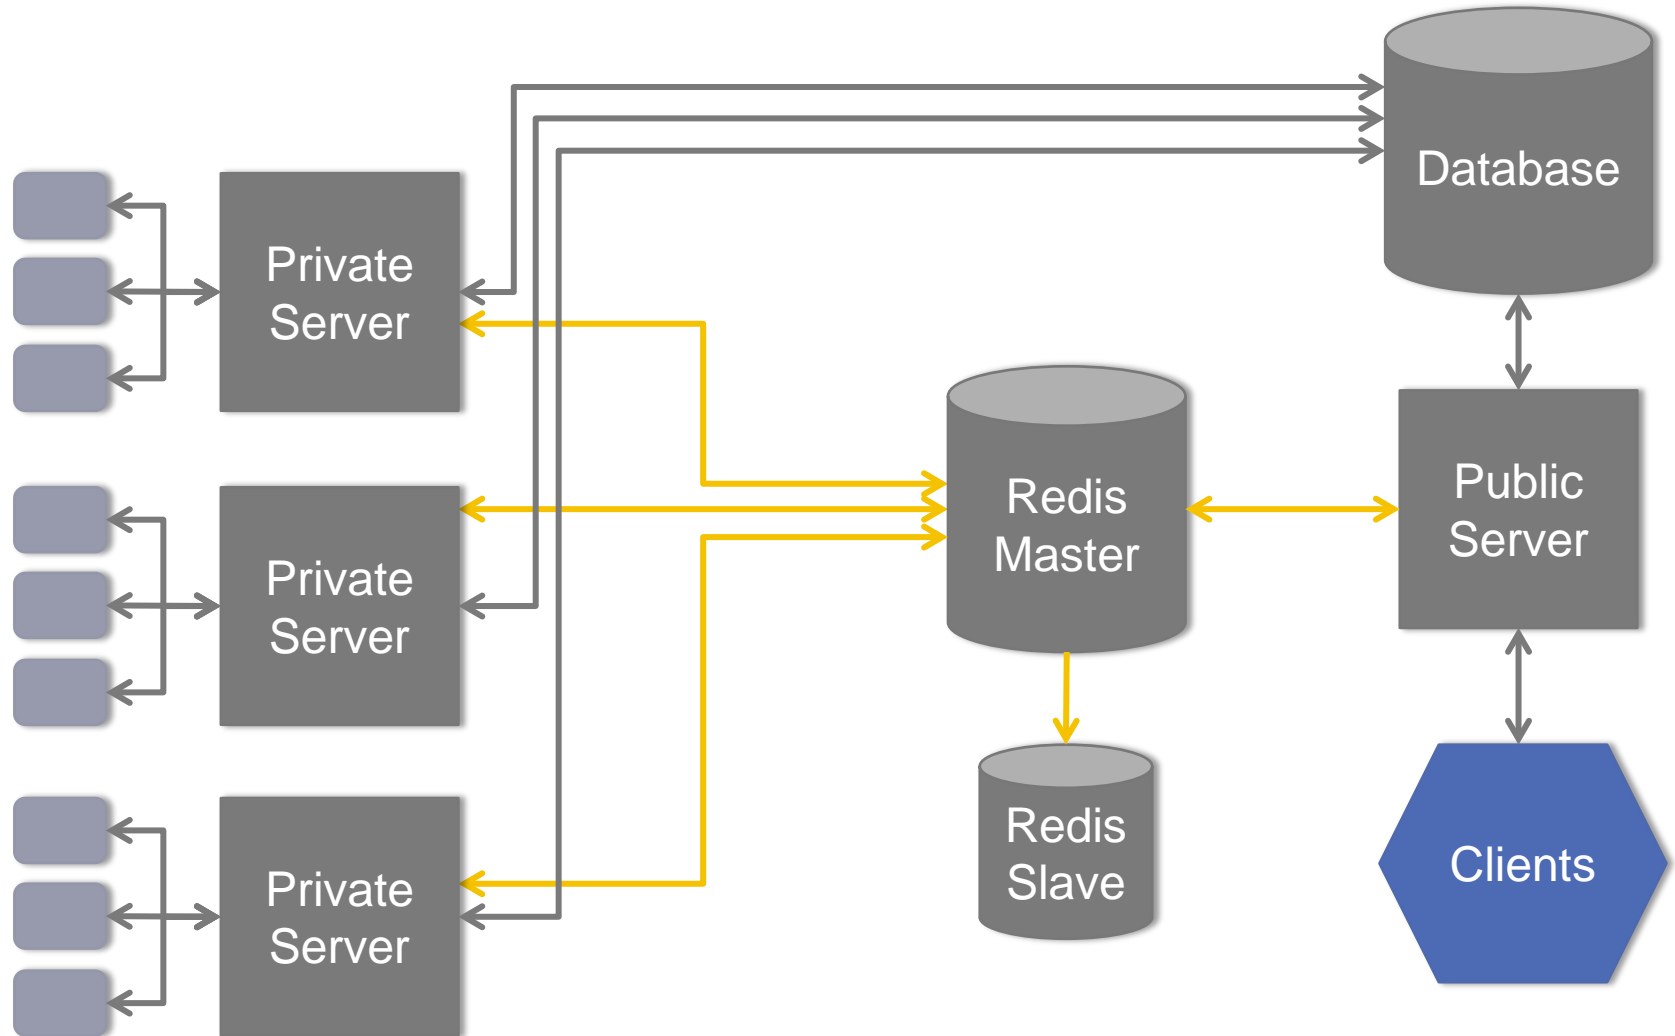 Database
Private
Server
Public
Server
Redis
Master
Private
Server
Redis
Slave
Clients
Private
Server